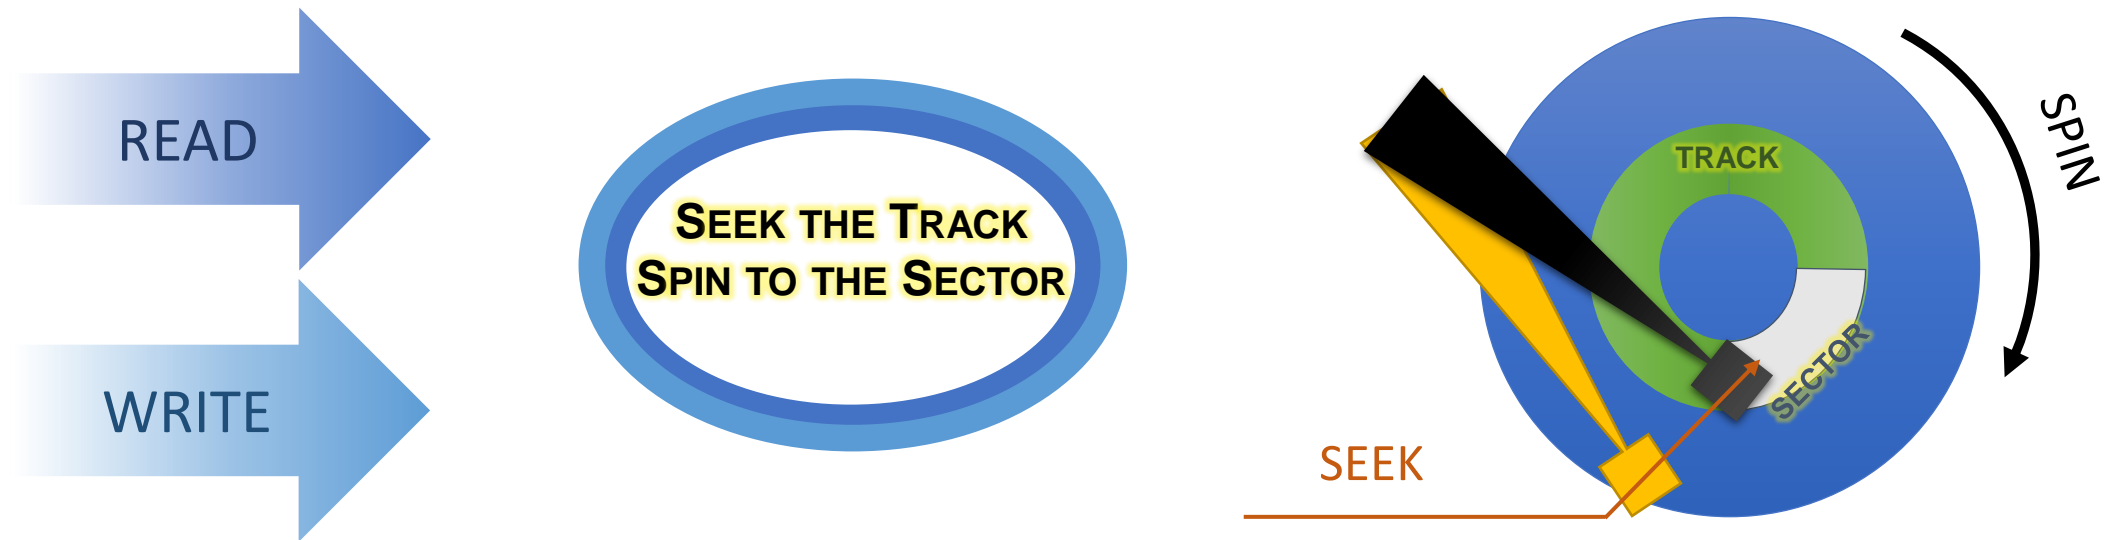 READ
WRITE
SEEK THE TRACK
SPIN TO THE SECTOR
TRACK
SECTOR
SEEK
SPIN